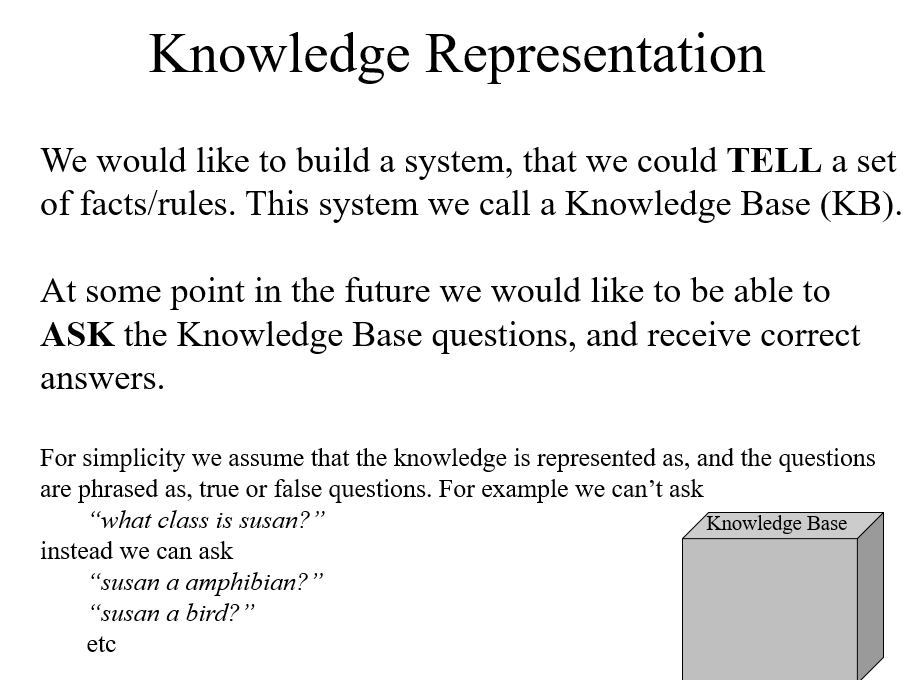 Knowledge Representation
We would like to build a system, that we could TELL a set
of facts/rules. This system we call a Knowledge Base (KB).
At some point in the future we would like to be able to
ASK the Knowledge Base questions, and receive correct
answers.
For simplicity we assume that the knowledge is represented as, and the questions
are phrased as, true or false questions. For example we can’t ask
“what class is susan?”
instead we can ask
“susan a amphibian?”
“susan a bird?”
etc
Knowledge Base